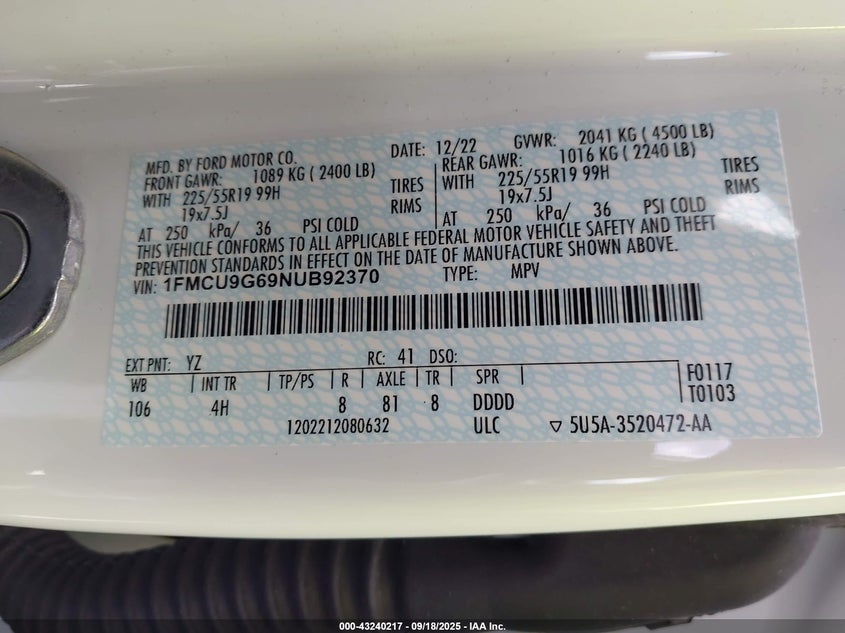 MFD. BY FORD MOTOR CO. DATE: 12/22 GVWR: 2041 KG ( 4500 LB)
FRONT GAWR: 1089 KG ( 2400 LB) REAR GAWR: 1016 KG ( 2240 LB)
WITH 225/55R19 99H TIRES WITH 225/55R19 99H TIRES
19x7.5J RIMS 19x7.5J RIMS
AT 250 kPa/ 36 PSI COLD AT 250 kPa/ 36 PSI COLD
THIS VEHICLE CONFORMS TO ALL APPLICABLE FEDERAL MOTOR VEHICLE SAFETY AND THEFT
PREVENTION STANDARDS IN EFFECT ON THE DATE OF MANUFACTURE SHOWN ABOVE.
VIN: 1FMCU9G69NUB92370 TYPE: MPV
EXT PNT: YZ RC: 41 DSO:
WB INT TR TP/PS R AXLE TR SPR F0117
106 4H 8 81 8 DDDD T0103
1202212080632 ULC ▽ 5U5A-3520472-AA
000-43240217 - 09/18/2025 - IAA Inc.